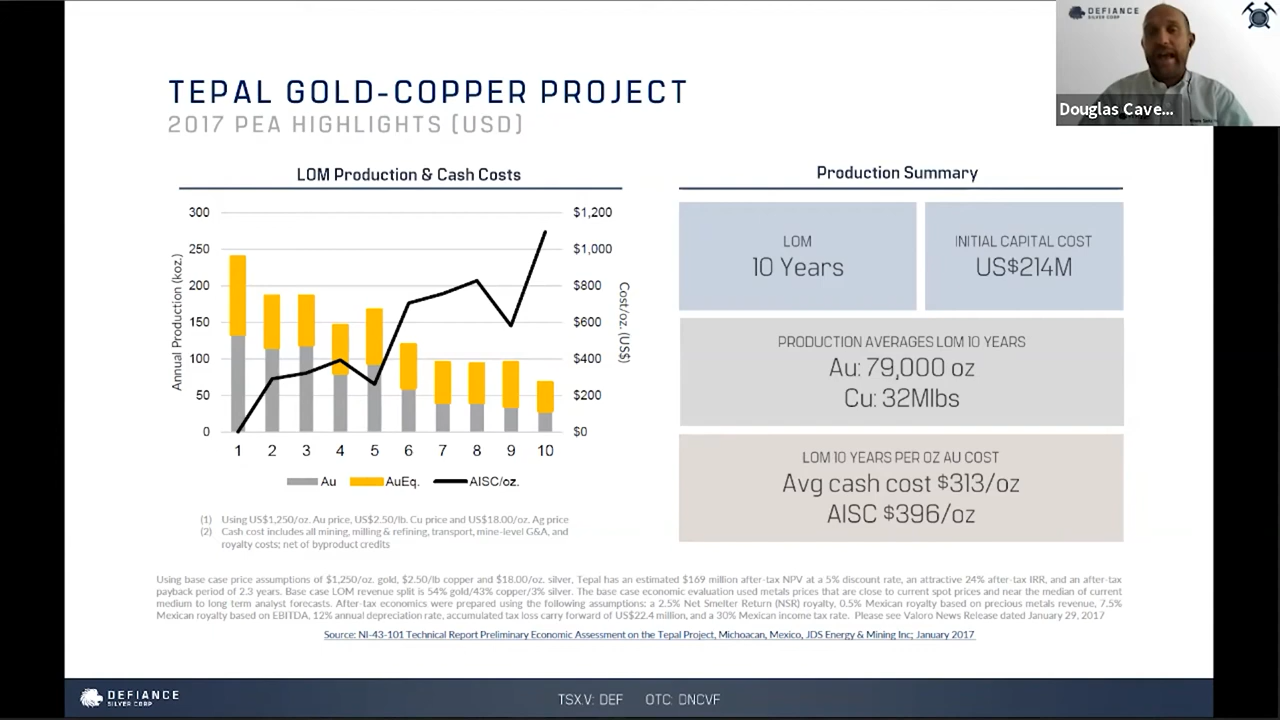 DEFIANCE
SILVER CORP
Douglas Cave...
TEPAL GOLD-COPPER PROJECT
2017 PEA HIGHLIGHTS (USD)
LOM Production & Cash Costs
Annual Production (koz.)
300
250
200
150
100
50
0
$1,200
$1,000
$800
$600
$400
$200
$0
Cost/oz. (US$)
1 2 3 4 5 6 7 8 9 10
Au AuEq. AISC/oz.
(1) Using US$1,250/oz. Au price, US$2.50/lb. Cu price and US$18.00/oz. Ag price
(2) Cash cost includes all mining, milling & refining, transport, mine-level G&A, and
royalty costs; net of byproduct credits
Production Summary
LOM
10 Years
INITIAL CAPITAL COST
US$214M
PRODUCTION AVERAGES LOM 10 YEARS
Au: 79,000 oz
Cu: 32Mlbs
LOM 10 YEARS PER OZ AU COST
Avg cash cost $313/oz
AISC $396/oz
Using base case price assumptions of $1,250/oz. gold, $2.50/lb copper and $18.00/oz. silver, Tepal has an estimated $169 million after-tax NPV at a 5% discount rate, an attractive 24% after-tax IRR, and an after-tax
payback period of 2.3 years. Base case LOM revenue split is 54% gold/43% copper/3% silver. The base case economic evaluation used metals prices that are close to current spot prices and near the median of current
medium to long term analyst forecasts. After-tax economics were prepared using the following assumptions: a 2.5% Net Smelter Return (NSR) royalty, 0.5% Mexican royalty based on precious metals revenue, 7.5%
Mexican royalty based on EBITDA, 12% annual depreciation rate, accumulated tax loss carry forward of US$22.4 million, and a 30% Mexican income tax rate. Please see Valoro News Release dated January 29, 2017
Source: NI-43-101 Technical Report Preliminary Economic Assessment on the Tepal Project, Michoacan, Mexico, JDS Energy & Mining Inc; January 2017
DEFIANCE
SILVER CORP
TSX.V: DEF OTC: DNCVF